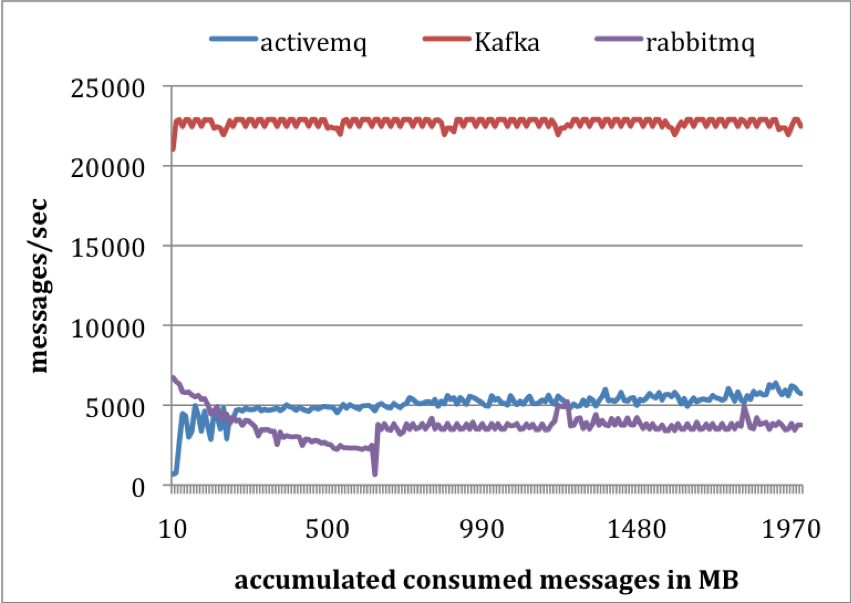 activemq Kafka rabbitmq
25000
20000
15000
10000
5000
0
messages/sec
10 500 990 1480 1970
accumulated consumed messages in MB